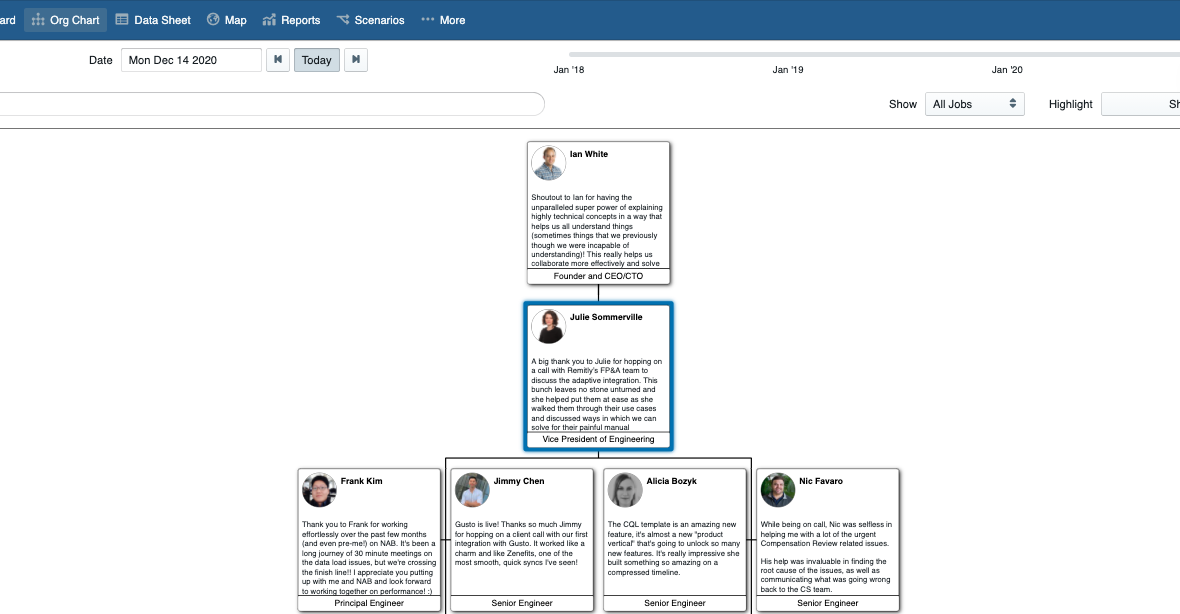 ard Org Chart Data Sheet Map Reports Scenarios ••• More
Date Mon Dec 14 2020 Today
Jan '18 Jan '19 Jan '20
Show All Jobs Highlight Sh
Ian White
Shoutout to Ian for having the
unparalleled super power of explaining
highly technical concepts in a way that
helps us all understand things
(sometimes things that we previously
though we were incapable of
understanding)! This really helps us
collaborate more effectively and solve
Founder and CEO/CTO
Julie Sommerville
A big thank you to Julie for hopping on
a call with Remitly's FP&A team to
discuss the adaptive integration. This
bunch leaves no stone unturned and
she helped put them at ease as she
walked them through their use cases
and discussed ways in which we can
solve for their painful manual
Vice President of Engineering
Frank Kim
Thank you to Frank for working
effortlessly over the past few months
(and even pre-me!) on NAB. It's been a
long journey of 30 minute meetings on
the data load issues, but we're crossing
the finish line!! I appreciate you putting
up with me and NAB and look forward
to working together on performance! :)
Principal Engineer
Jimmy Chen
Gusto is live! Thanks so much Jimmy
for hopping on a client call with our first
integration with Gusto. It worked like a
charm and like Zenefits, one of the
most smooth, quick syncs I've seen!
Senior Engineer
Alicia Bozyk
The CQL template is an amazing new
feature, it's almost a new "product
vertical" that's going to unlock so many
new features. It's really impressive she
built something so amazing on a
compressed timeline.
Senior Engineer
Nic Favaro
While being on call, Nic was selfless in
helping me with a lot of the urgent
Compensation Review related issues.
His help was invaluable in finding the
root cause of the issues, as well as
communicating what was going wrong
back to the CS team.
Senior Engineer